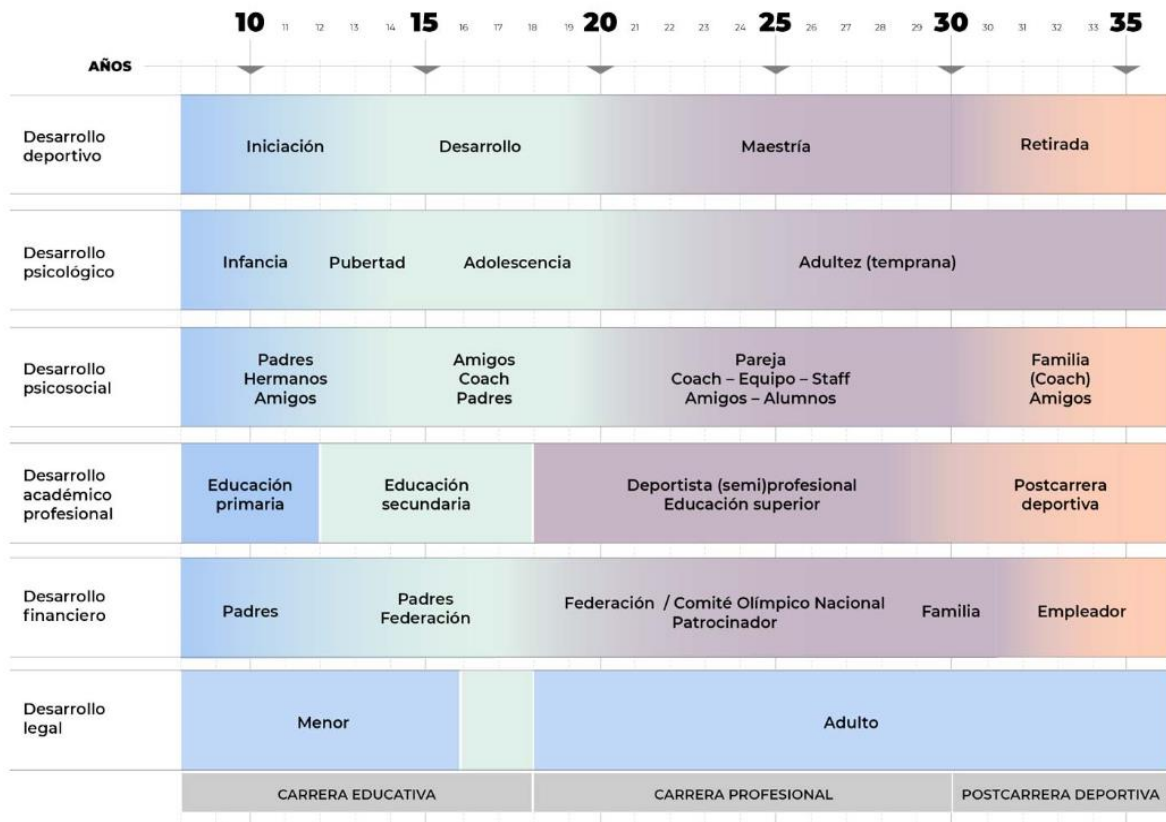 10 11 12 13 14 15 16 17 18 19 20 21 22 23 24 25 26 27 28 29 30 30 31 32 33 35
AÑOS
Desarrollo
deportivo
Iniciación
Desarrollo
Maestría
Retirada
Desarrollo
psicológico
Infancia
Pubertad
Adolescencia
Adultez (temprana)
Desarrollo
psicosocial
Padres
Hermanos
Amigos
Amigos
Coach
Padres
Pareja
Coach – Equipo – Staff
Amigos – Alumnos
Familia
(Coach)
Amigos
Desarrollo
académico
profesional
Educación
primaria
Educación
secundaria
Deportista (semi)profesional
Educación superior
Postcarrera
deportiva
Desarrollo
financiero
Padres
Padres
Federación
Federación / Comité Olímpico Nacional
Patrocinador
Familia
Empleador
Desarrollo
legal
Menor
Adulto
CARRERA EDUCATIVA
CARRERA PROFESIONAL
POSTCARRERA DEPORTIVA